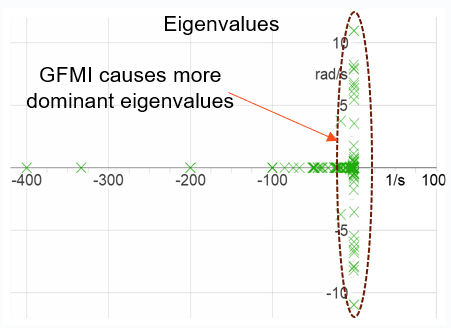 Eigenvalues
10
rad/s
GFMI causes more
dominant eigenvalues
5
-400
-300
-200
-100
1/s
100
-5
-10